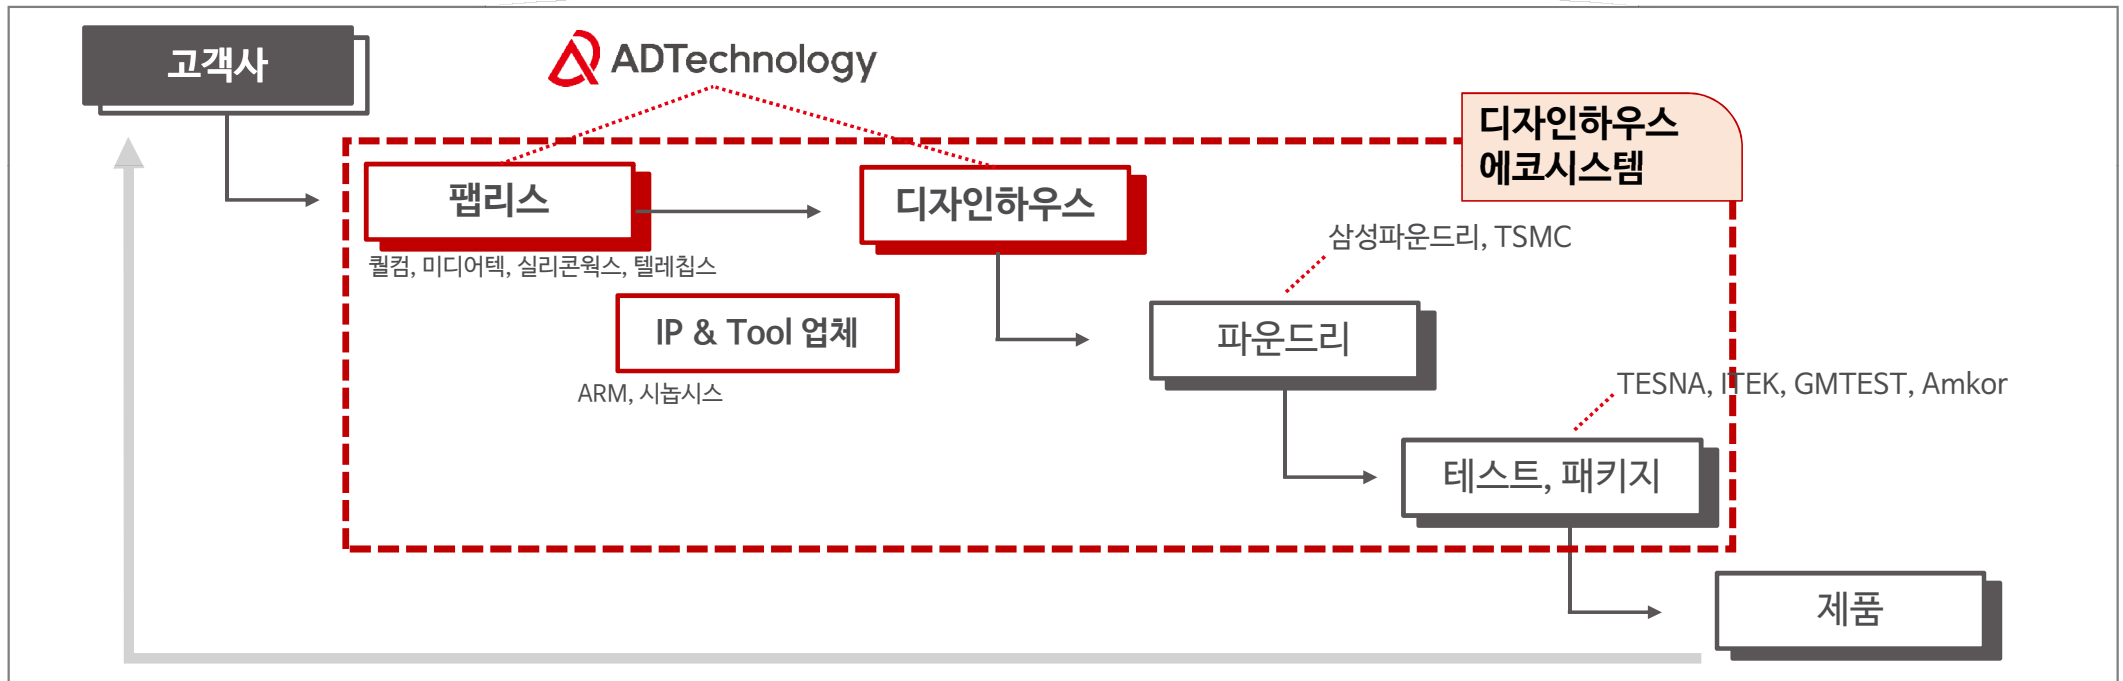 고객사
ADTechnology
디자인하우스
에코시스템
팹리스
디자인하우스
퀄컴, 미디어텍, 실리콘웍스, 텔레칩스
삼성파운드리, TSMC
IP & Tool 업체
파운드리
ARM, 시놉시스
TESNA, ITEK, GMTEST, Amkor
테스트, 패키지
제품